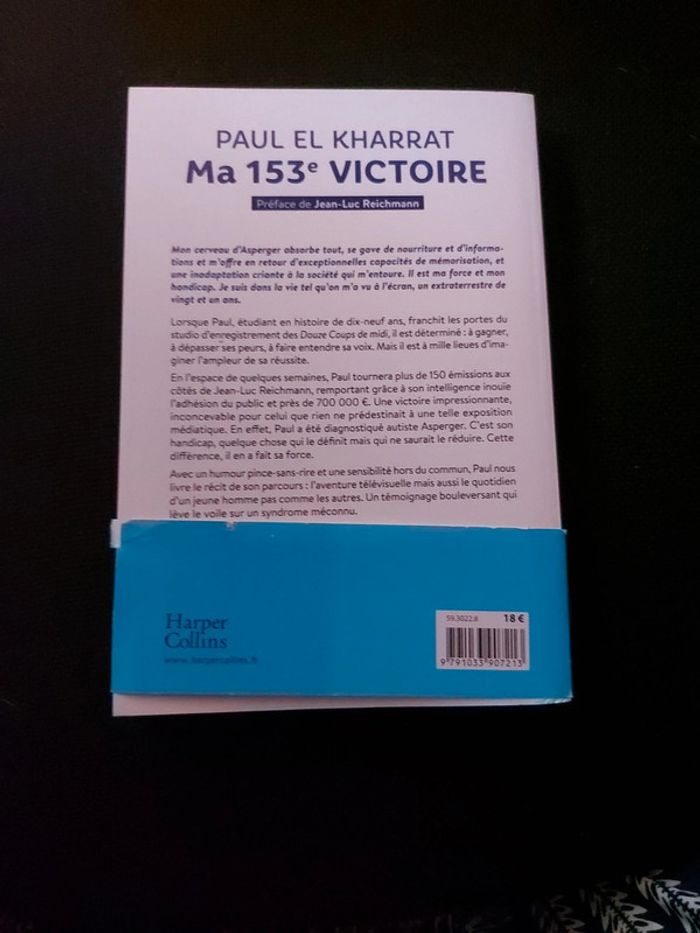 PAUL EL KHARRAT
Ma 153e VICTOIRE
Préface de Jean-Luc Reichmann
Mon cerveau d'Asperger absorbe tout, se gave de nourriture et d'informa-
tions et m'offre en retour d'exceptionnelles capacités de mémorisation, et
une inadaptation criante à la société qui m'entoure. Il est ma force et mon
handicap. Je suis dans la vie tel qu'on m'a vu à l'écran, un extraterrestre de
vingt et un ans.
Lorsque Paul, étudiant en histoire de dix-neuf ans, franchit les portes du
studio d'enregistrement des Douze Coups de midi, il est déterminé : à gagner,
à dépasser ses peurs, à faire entendre sa voix. Mais il est à mille lieues d'ima-
giner l'ampleur de sa réussite.
En l'espace de quelques semaines, Paul tournera plus de 150 émissions aux
côtés de Jean-Luc Reichmann, remportant grâce à son intelligence inouïe
l'adhésion du public et près de 700 000 €. Une victoire impressionnante,
inconcevable pour celui que rien ne prédestinait à une telle exposition
médiatique. En effet, Paul a été diagnostiqué autiste Asperger. C'est son
handicap, quelque chose qui le définit mais qui ne saurait le réduire. Cette
différence, il en a fait sa force.
Avec un humour pince-sans-rire et une sensibilité hors du commun, Paul nous
livre le récit de son parcours : l'aventure télévisuelle mais aussi le quotidien
d'un jeune homme pas comme les autres. Un témoignage bouleversant qui
lève le voile sur un syndrome méconnu.
Harper
Collins
www.harpercollins.fr
59.3022.8 18 €
9 791033 907213